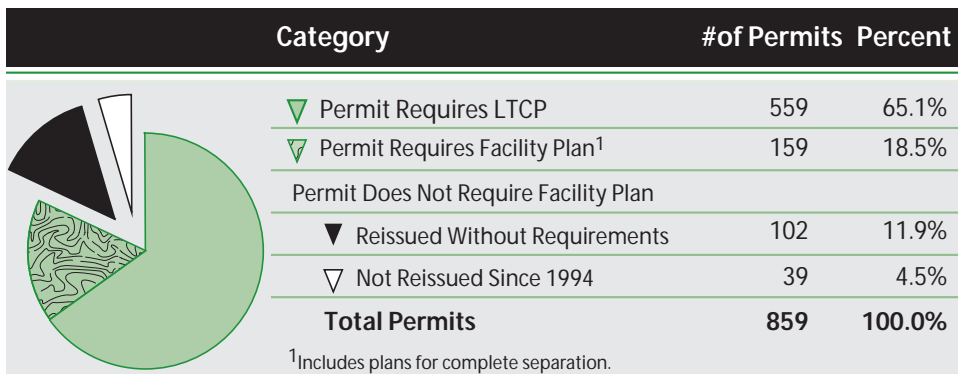 Category #of Permits Percent
Permit Requires LTCP 559 65.1%
Permit Requires Facility Plan1 159 18.5%
Permit Does Not Require Facility Plan
Reissued Without Requirements 102 11.9%
Not Reissued Since 1994 39 4.5%
Total Permits 859 100.0%
1Includes plans for complete separation.